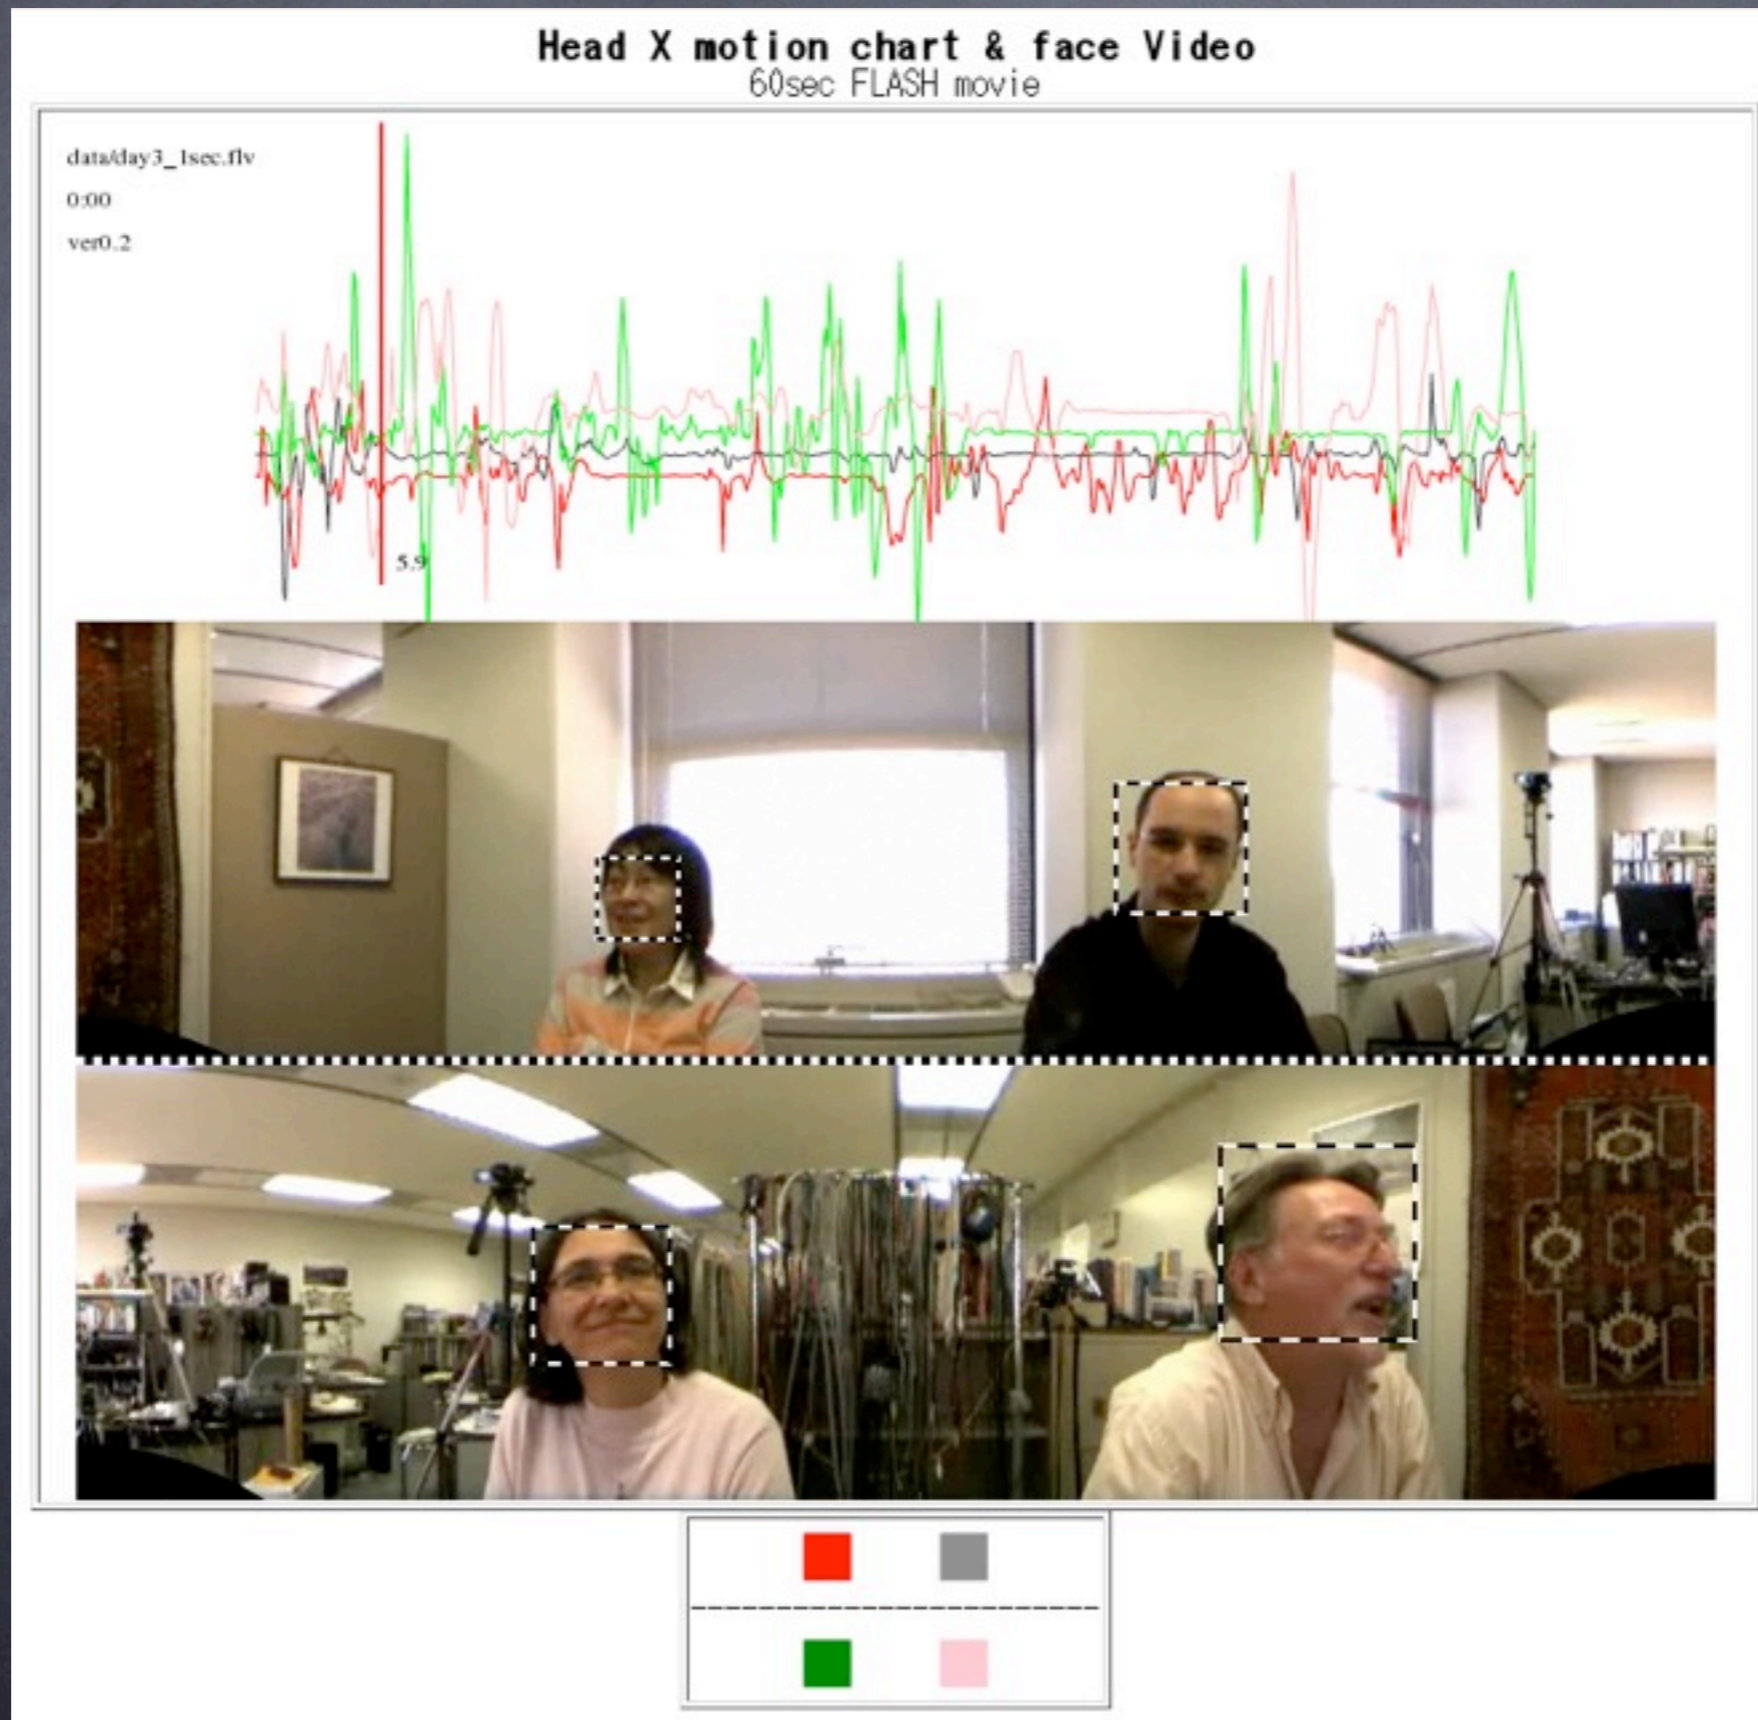 Head X motion chart & face Video
60sec FLASH movie
data/day3_1sec.flv
0:00
ver0.2
5.9